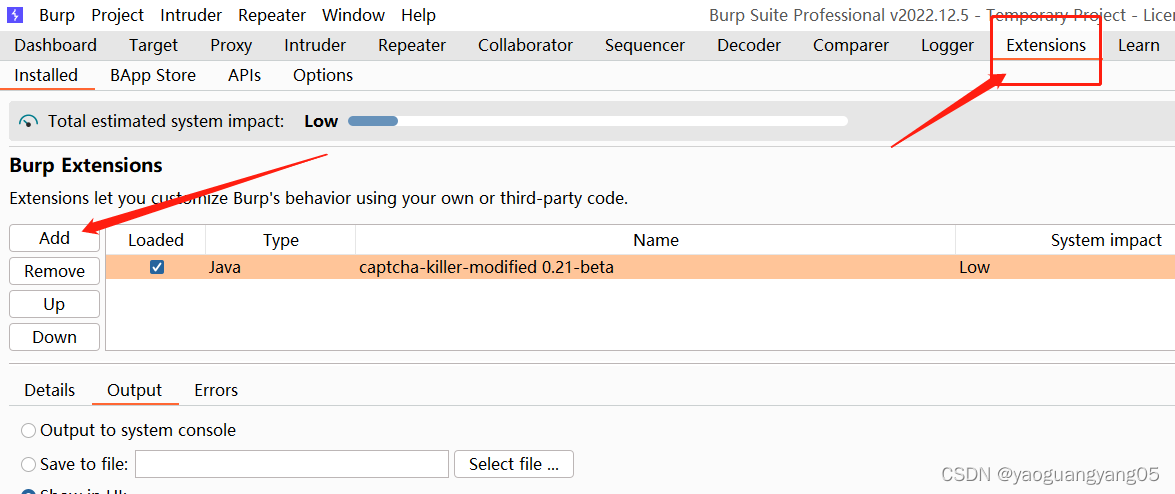 Burp Project Intruder Repeater Window Help Burp Suite Professional v2022.12.5 - Temporary Project - Licen
Dashboard Target Proxy Intruder Repeater Collaborator Sequencer Decoder Comparer Logger Extensions Learn
Installed BApp Store APIs Options
Total estimated system impact: Low
Burp Extensions
Extensions let you customize Burp's behavior using your own or third-party code.
Add Loaded Type Name System impact
Remove Java captcha-killer-modified 0.21-beta Low
Up
Down
Details Output Errors
Output to system console
Save to file: Select file ...
Show in UI:
CSDN @yaoguangyang05